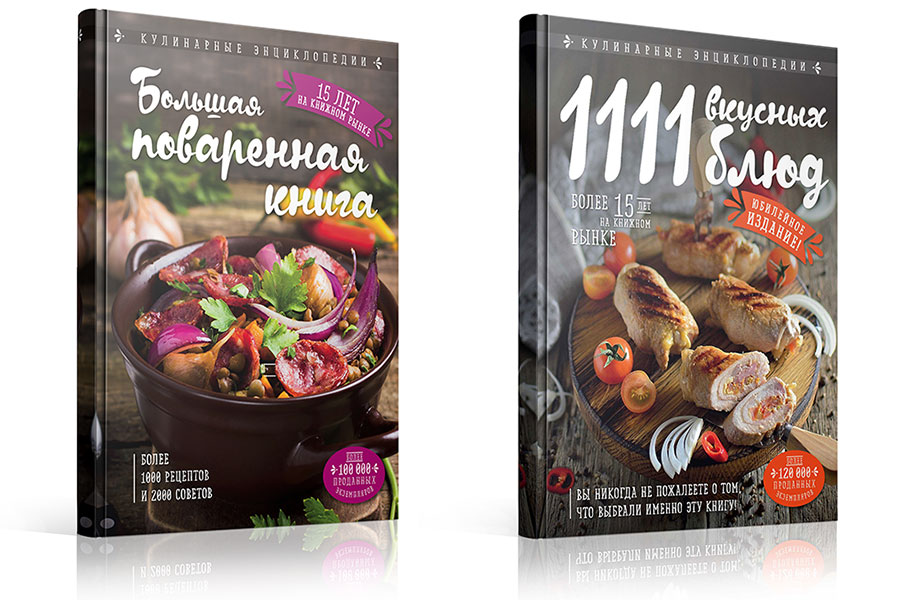 КУЛИНАРНЫЕ ЭНЦИКЛОПЕДИИ
Большая
поваренная
книга
15 ЛЕТ
НА КНИЖНОМ РЫНКЕ
БОЛЕЕ
1000 РЕЦЕПТОВ
И 2000 СОВЕТОВ
БОЛЕЕ
100 000
ПРОДАННЫХ
ЭКЗЕМПЛЯРОВ
КУЛИНАРНЫЕ ЭНЦИКЛОПЕДИИ
1111 вкусных
блюд
БОЛЕЕ 15 ЛЕТ
НА КНИЖНОМ
РЫНКЕ
ЮБИЛЕЙНОЕ
ИЗДАНИЕ!
ВЫ НИКОГДА НЕ ПОЖАЛЕЕТЕ О ТОМ,
ЧТО ВЫБРАЛИ ИМЕННО ЭТУ КНИГУ!
БОЛЕЕ
120 000
ПРОДАННЫХ
ЭКЗЕМПЛЯРОВ